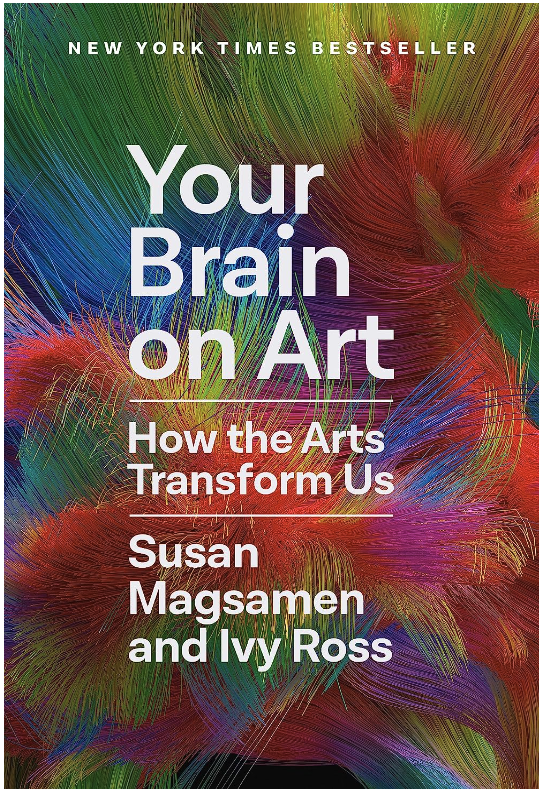 NEW YORK TIMES BESTSELLER
Your
Brain
on Art
How the Arts
Transform Us
Susan
Magsamen
and Ivy Ross